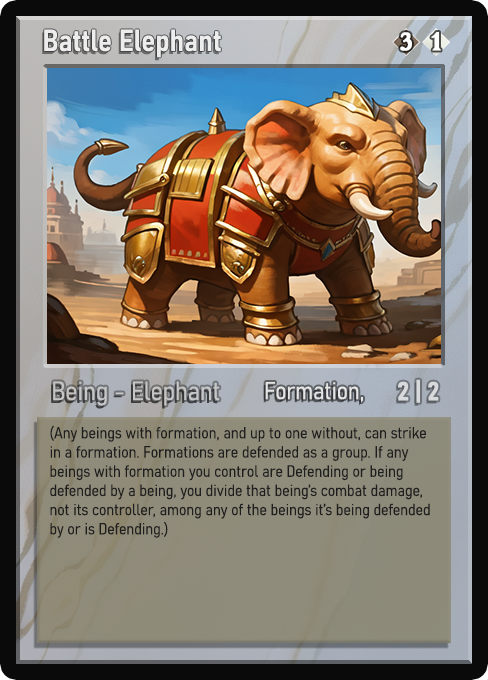 Battle Elephant 3 1
Being - Elephant Formation, 2|2
(Any beings with formation, and up to one without, can strike
in a formation. Formations are defended as a group. If any
beings with formation you control are Defending or being
defended by a being, you divide that being's combat damage,
not its controller, among any of the beings it's being defended
by or is Defending.)